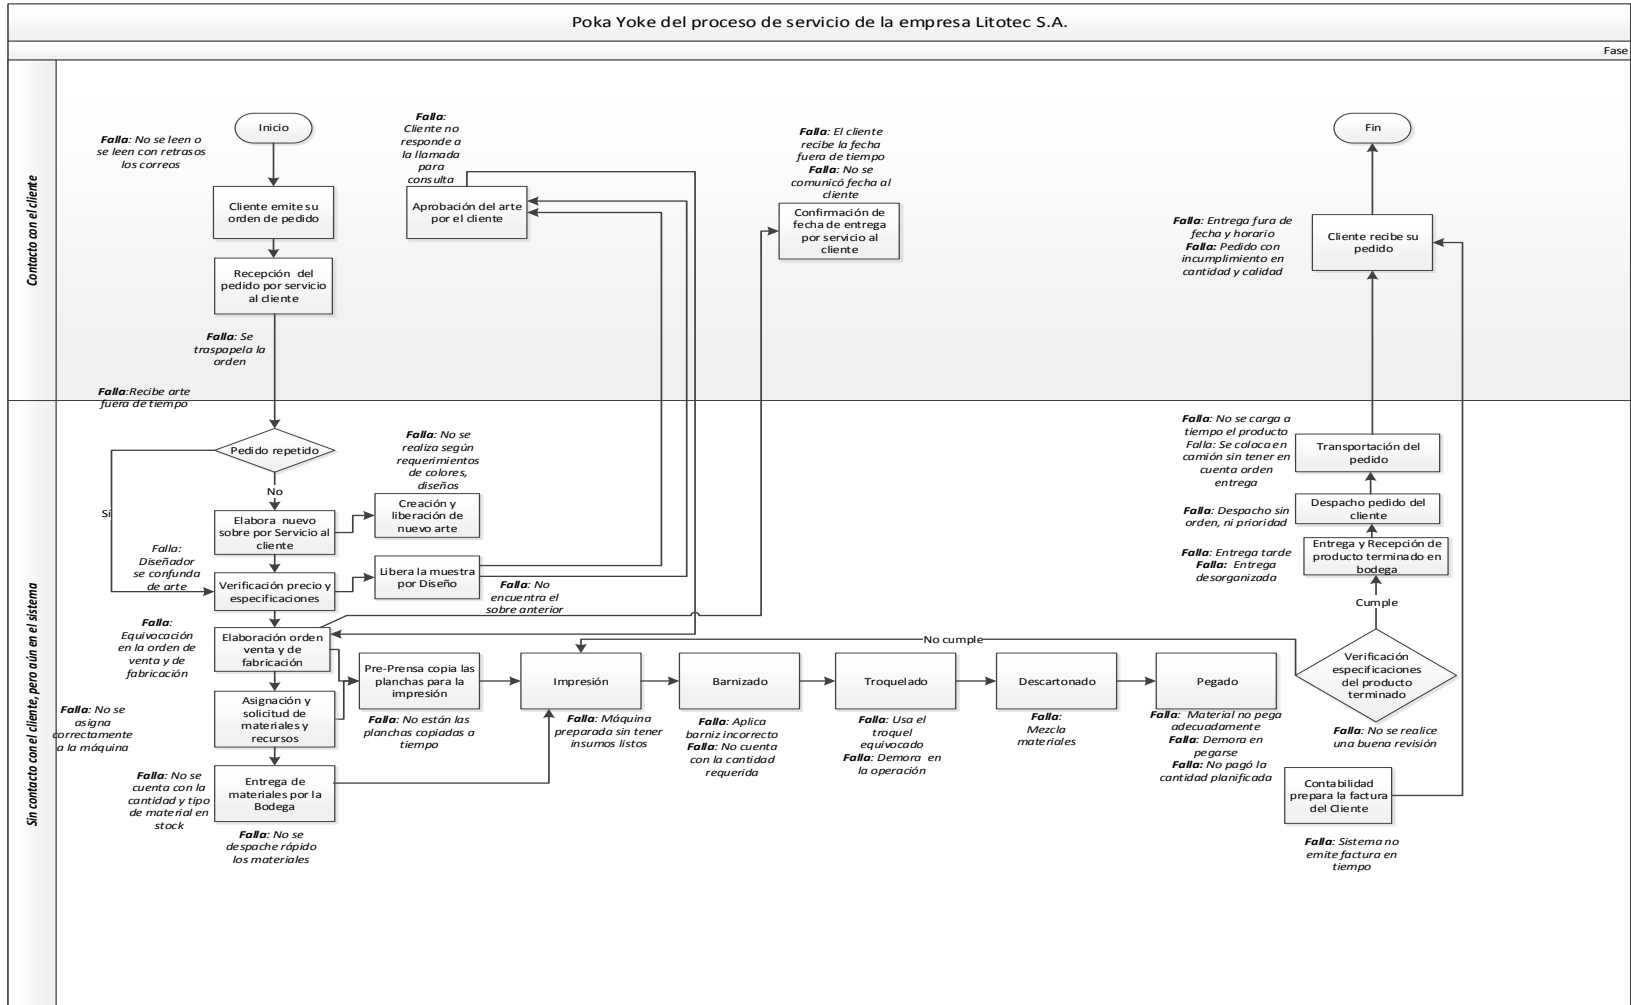 Poka Yoke del proceso de servicio de la empresa Litotec S.A.
Fase
Contacto con el cliente
Inicio
Falla: No se leen o
se leen con retrasos
los correos
Cliente emite su
orden de pedido
Recepción del
pedido por servicio
al cliente
Falla: Se
traspapela la
orden
Falla:Recibe arte
fuera de tiempo
Falla:
Cliente no
responde a
la llamada
para
consulta
Aprobación del arte
por el cliente
Falla: El cliente
recibe la fecha
fuera de tiempo
Falla: No se
comunicó fecha al
cliente
Confirmación de
fecha de entrega
por servicio al
cliente
Fin
Falla: Entrega fura de
fecha y horario
Falla: Pedido con
incumplimiento en
cantidad y calidad
Cliente recibe su
pedido
Sin contacto con el cliente, pero aún en el sistema
Pedido repetido
No
Sí
Elabora nuevo
sobre por Servicio al
cliente
Falla: No se
realiza según
requerimientos
de colores,
diseños
Creación y
liberación de
nuevo arte
Falla:
Diseñador
se confunda
de arte
Verificación precio y
especificaciones
Libera la muestra
por Diseño
Falla: No
encuentra el
sobre anterior
Falla:
Equivocación
en la orden de
venta y de
fabricación
Elaboración orden
venta y de
fabricación
Falla: No se
asigna
correctamente
a la máquina
Asignación y
solicitud de
materiales y
recursos
Falla: No se
cuenta con la
cantidad y tipo
de material en
stock
Entrega de
materiales por la
Bodega
Falla: No se
despache rápido
los materiales
Pre-Prensa copia las
planchas para la
impresión
Falla: No están las
planchas copiadas a
tiempo
Impresión
Falla: Máquina
preparada sin tener
insumos listos
Barnizado
Falla: Aplica
barniz incorrecto
Falla: No cuenta
con la cantidad
requerida
Troquelado
Falla: Usa el
troquel
equivocado
Falla: Demora en
la operación
Descartonado
Falla:
Mezcla
materiales
Pegado
Falla: Material no pega
adecuadamente
Falla: Demora en
pegarse
Falla: No pagó la
cantidad planificada
No cumple
Verificación
especificaciones
del producto
terminado
Falla: No se realice
una buena revisión
Cumple
Entrega y Recepción de
producto terminado en
bodega
Falla: Entrega tarde
Falla: Entrega
desorganizada
Despacho pedido del
cliente
Falla: Despacho sin
orden, ni prioridad
Transportación del
pedido
Falla: No se carga a
tiempo el producto
Falla: Se coloca en
camión sin tener en
cuenta orden
entrega
Contabilidad
prepara la factura
del Cliente
Falla: Sistema no
emite factura en
tiempo